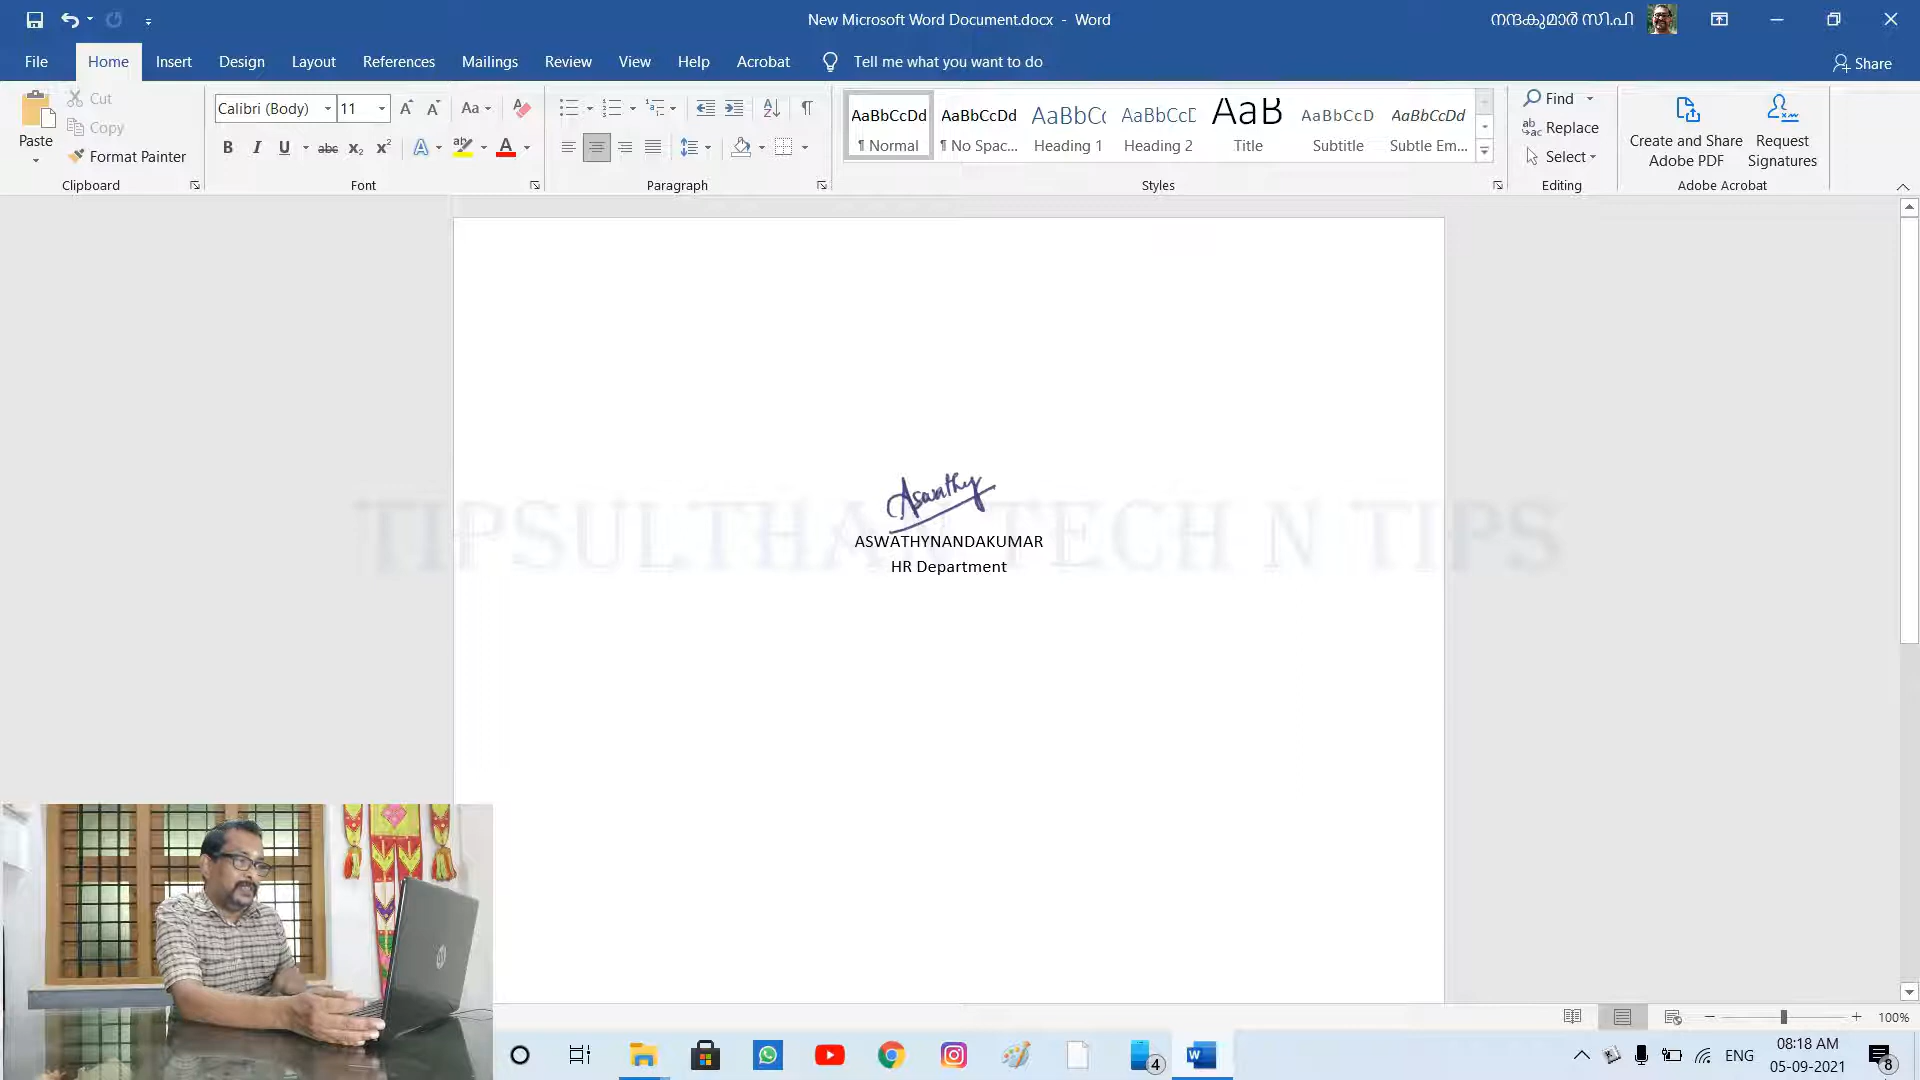 New Microsoft Word Document.docx - Word
നന്ദകുമാർ സി.പി
File Home Insert Design Layout References Mailings Review View Help Acrobat Tell me what you want to do Share
Paste
Cut
Copy
Format Painter
Clipboard
Calibri (Body) 11
Font
Paragraph
AaBbCcDd AaBbCcDd AaBbCc AaBbCcD AaB AaBbCcD AaBbCcDd
¶ Normal ¶ No Spac... Heading 1 Heading 2 Title Subtitle Subtle Em...
Styles
Find
Replace
Select
Editing
Create and Share Adobe PDF
Request Signatures
Adobe Acrobat
Aswathy
TIPSULTHAN TECH N TIPS
ASWATHYNANDAKUMAR
HR Department
100%
4
ENG
08:18 AM
05-09-2021
8